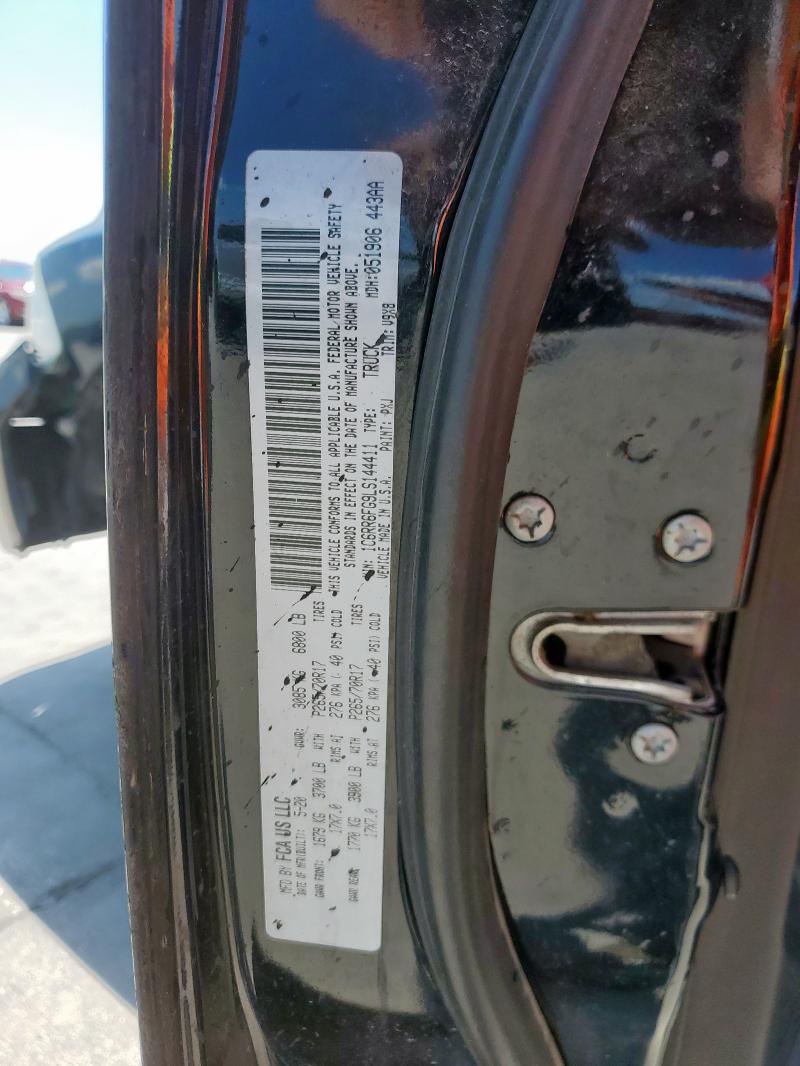 MFD BY FCA US LLC
DATE OF MFR(BUILT): 5-20 GVWR: 3085 KG 6800 LB
GAWR FRONT: 1679 KG 3700 LB WITH P265/70R17 TIRES
17X7.0 RIMS AT 276 KPA ( 40 PSI) COLD
GAWR REAR: 1770 KG 3900 LB WITH P265/70R17 TIRES
17X7.0 RIMS AT 276 KPA ( 40 PSI) COLD
THIS VEHICLE CONFORMS TO ALL APPLICABLE U.S.A. FEDERAL MOTOR VEHICLE SAFETY
STANDARDS IN EFFECT ON THE DATE OF MANUFACTURE SHOWN ABOVE.
VIN: 1C6RR6FG9LS144411 TYPE: TRUCK MDH:051906 443AA
VEHICLE MADE IN U.S.A. PAINT: PXJ TRIM: V9X8